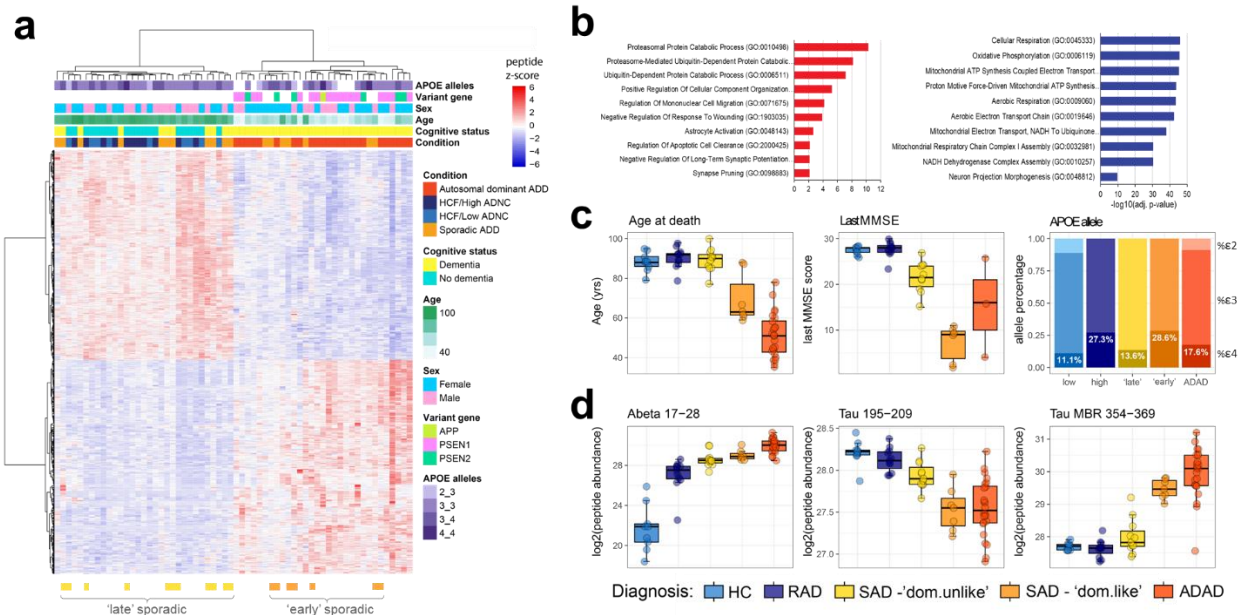 a
peptide
z-score
6
4
2
0
−2
−4
−6
APOE alleles
Variant gene
Sex
Age
Cognitive status
Condition
Condition
Autosomal dominant ADD
HCF/High ADNC
HCF/Low ADNC
Sporadic ADD
Cognitive status
Dementia
No dementia
Age
100
40
Sex
Female
Male
Variant gene
APP
PSEN1
PSEN2
APOE alleles
2_3
3_3
3_4
4_4
'late' sporadic
'early' sporadic
b
Proteasomal Protein Catabolic Process (GO:0010498)
Proteasome-Mediated Ubiquitin-Dependent Protein Catabolic...
Ubiquitin-Dependent Protein Catabolic Process (GO:0006511)
Positive Regulation Of Cellular Component Organization...
Regulation Of Mononuclear Cell Migration (GO:0071675)
Negative Regulation Of Response To Wounding (GO:1903035)
Astrocyte Activation (GO:0048143)
Regulation Of Apoptotic Cell Clearance (GO:2000425)
Negative Regulation Of Long-Term Synaptic Potentiation...
Synapse Pruning (GO:0098883)
0 2 4 6 8 10 12
Cellular Respiration (GO:0045333)
Oxidative Phosphorylation (GO:0006119)
Mitochondrial ATP Synthesis Coupled Electron Transport...
Proton Motive Force-Driven Mitochondrial ATP Synthesis...
Aerobic Respiration (GO:0009060)
Aerobic Electron Transport Chain (GO:0019646)
Mitochondrial Electron Transport, NADH To Ubiquinone...
Mitochondrial Respiratory Chain Complex I Assembly (GO:0032981)
NADH Dehydrogenase Complex Assembly (GO:0010257)
Neuron Projection Morphogenesis (GO:0048812)
0 10 20 30 40 50
-log10(adj. p-value)
c
Age at death
Age (yrs)
100
80
60
40
Last MMSE
last MMSE score
30
20
10
APOE allele
allele percentage
1.00
0.75
0.50
0.25
0.00
11.1%
27.3%
13.6%
28.6%
17.6%
%ε2
%ε3
%ε4
low high 'late' 'early' ADAD
d
Abeta 17−28
log2(peptide abundance)
28
24
20
Tau 195−209
log2(peptide abundance)
28.5
28.0
27.5
27.0
Tau MBR 354−369
log2(peptide abundance)
31
30
29
28
Diagnosis: HC RAD SAD -'dom.unlike' SAD - 'dom.like' ADAD